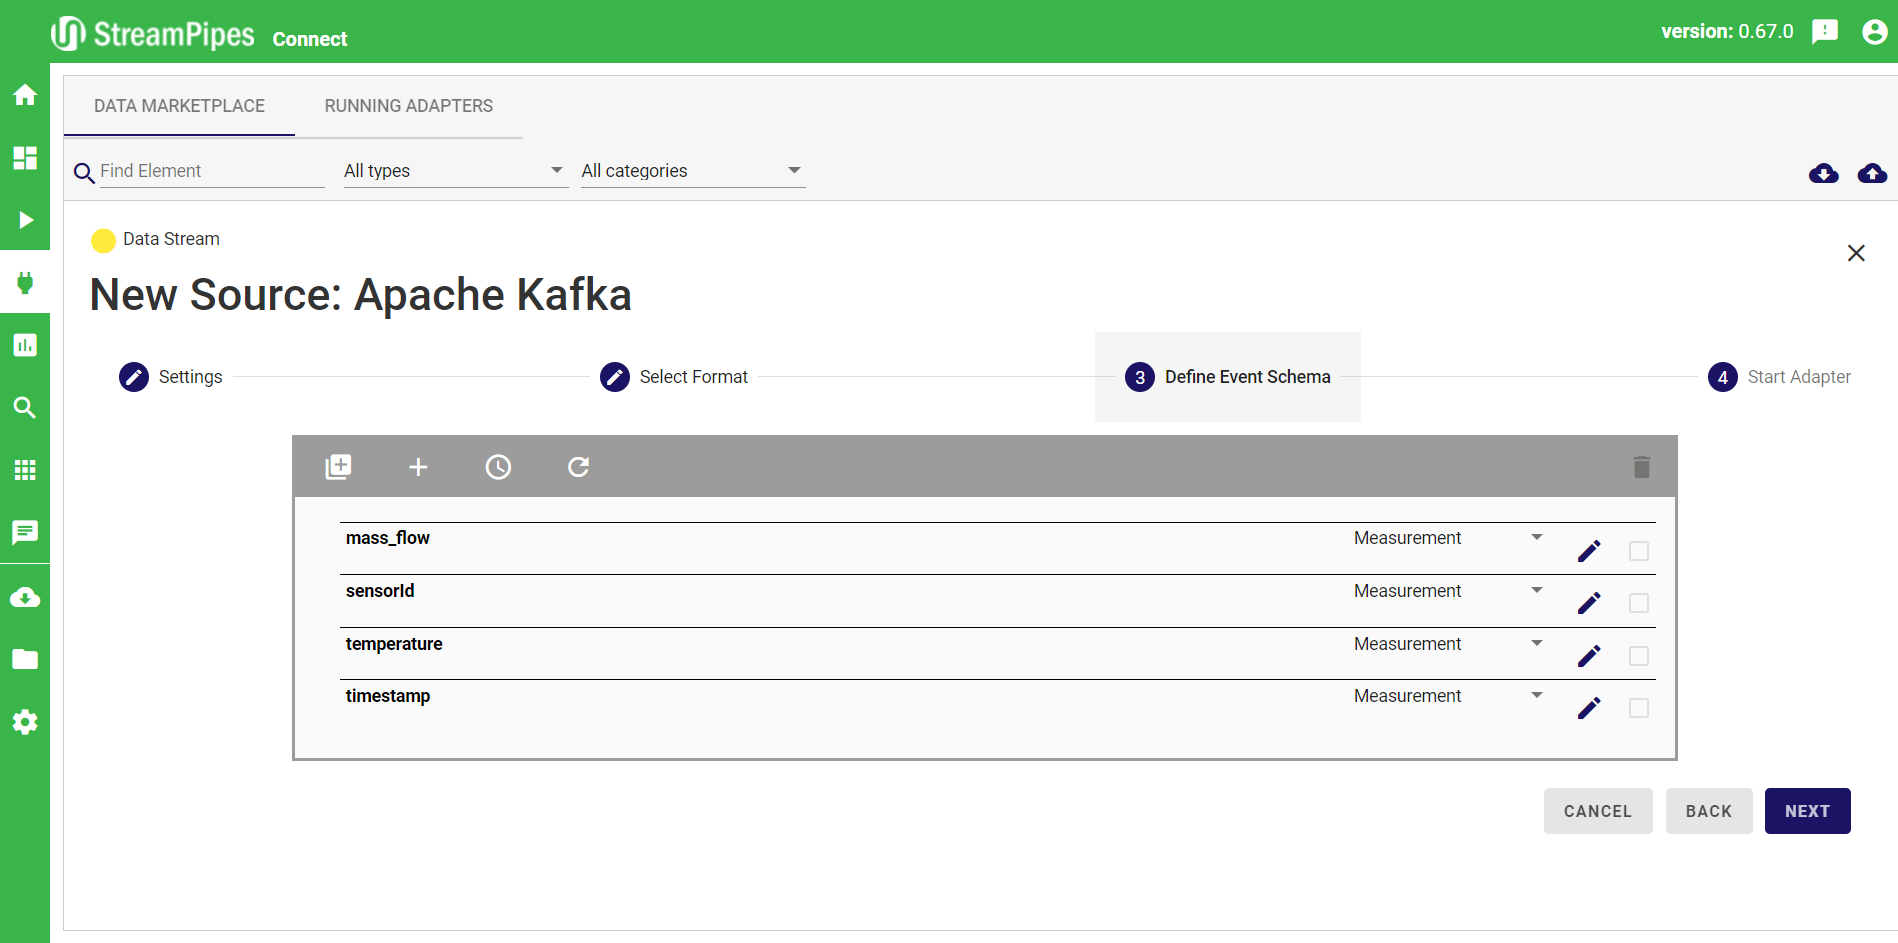 StreamPipes Connect version: 0.67.0
DATA MARKETPLACE RUNNING ADAPTERS
Find Element All types All categories
Data Stream
New Source: Apache Kafka
Settings Select Format 3 Define Event Schema 4 Start Adapter
mass_flow Measurement
sensorId Measurement
temperature Measurement
timestamp Measurement
CANCEL BACK NEXT